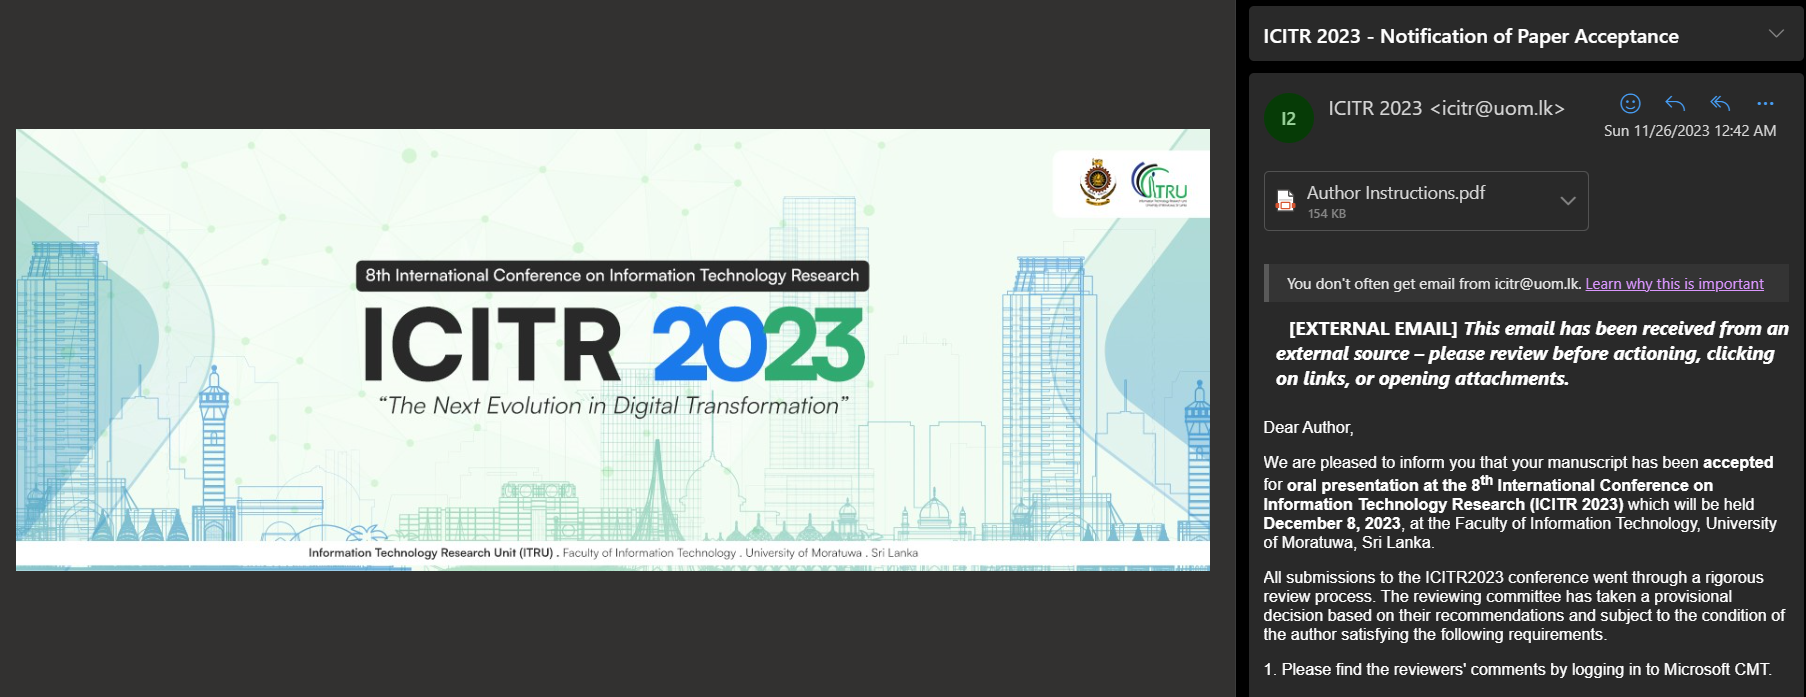 ITRU
8th International Conference on Information Technology Research
ICITR 2023
“The Next Evolution in Digital Transformation”
Information Technology Research Unit (ITRU) . Faculty of Information Technology . University of Moratuwa . Sri Lanka
ICITR 2023 - Notification of Paper Acceptance
I2
ICITR 2023 <icitr@uom.lk>
Sun 11/26/2023 12:42 AM
Author Instructions.pdf
154 KB
You don't often get email from icitr@uom.lk. Learn why this is important
[EXTERNAL EMAIL] This email has been received from an
external source – please review before actioning, clicking
on links, or opening attachments.
Dear Author,
We are pleased to inform you that your manuscript has been accepted
for oral presentation at the 8th International Conference on
Information Technology Research (ICITR 2023) which will be held
December 8, 2023, at the Faculty of Information Technology, University
of Moratuwa, Sri Lanka.
All submissions to the ICITR2023 conference went through a rigorous
review process. The reviewing committee has taken a provisional
decision based on their recommendations and subject to the condition of
the author satisfying the following requirements.
1. Please find the reviewers' comments by logging in to Microsoft CMT.